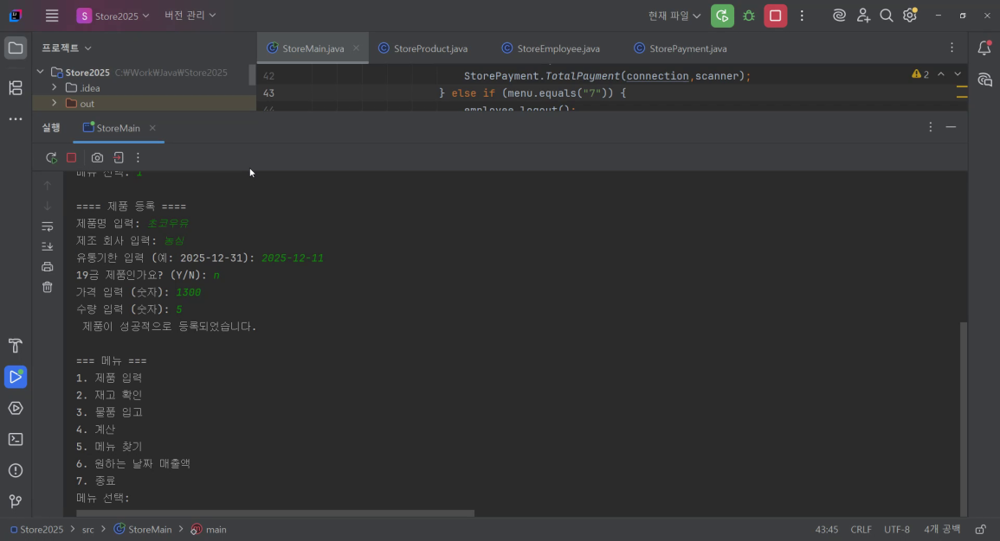 S Store2025 버전 관리 현재 파일
프로젝트 StoreMain.java StoreProduct.java StoreEmployee.java StorePayment.java
Store2025 C:₩Work₩Java₩Store2025
.idea
out
42 StorePayment.TotalPayment(connection,scanner);
43 } else if (menu.equals("7")) {
44 employee.logout();
2
실행 StoreMain
메뉴 선택: 1
==== 제품 등록 ====
제품명 입력: 초코우유
제조 회사 입력: 농심
유통기한 입력 (예: 2025-12-31): 2025-12-11
19금 제품인가요? (Y/N): n
가격 입력 (숫자): 1300
수량 입력 (숫자): 5
제품이 성공적으로 등록되었습니다.
=== 메뉴 ===
1. 제품 입력
2. 재고 확인
3. 물품 입고
4. 계산
5. 메뉴 찾기
6. 원하는 날짜 매출액
7. 종료
메뉴 선택:
Store2025 > src > StoreMain > main 43:45 CRLF UTF-8 4개 공백